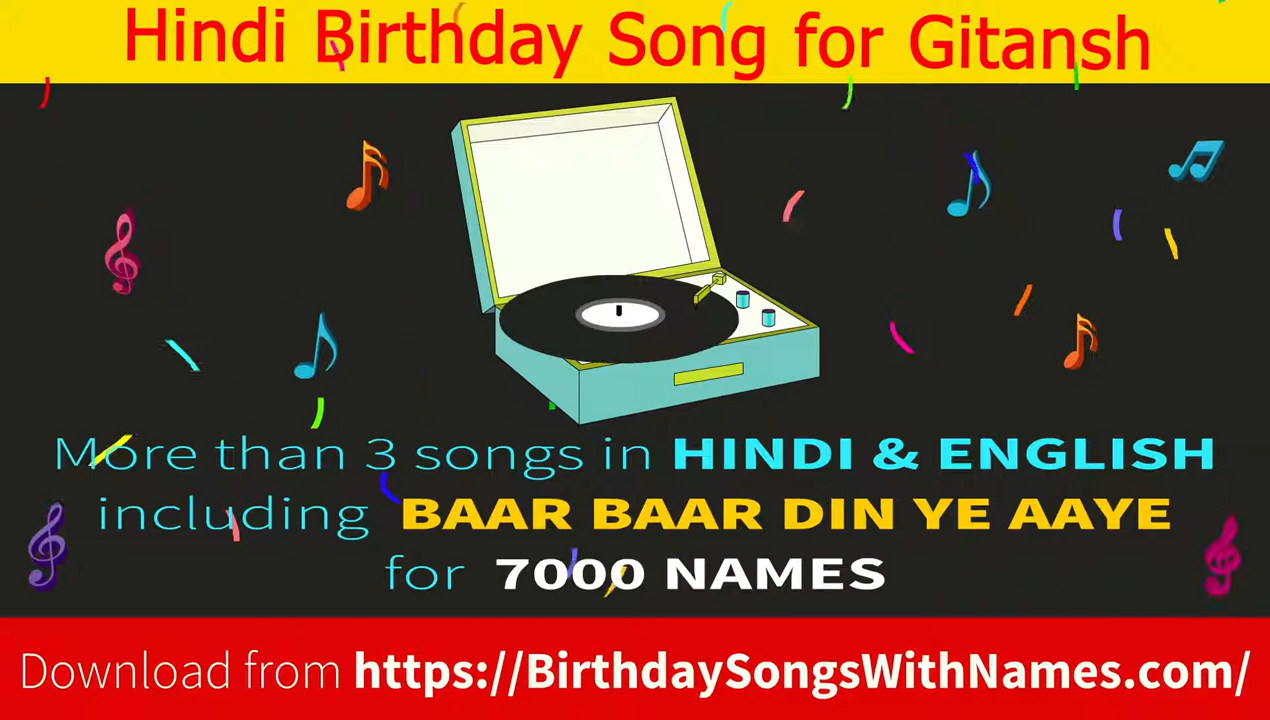 Hindi Birthday Song for Gitansh
More than 3 songs in HINDI & ENGLISH
including BAAR BAAR DIN YE AAYE
for 7000 NAMES
Download from https://BirthdaySongsWithNames.com/